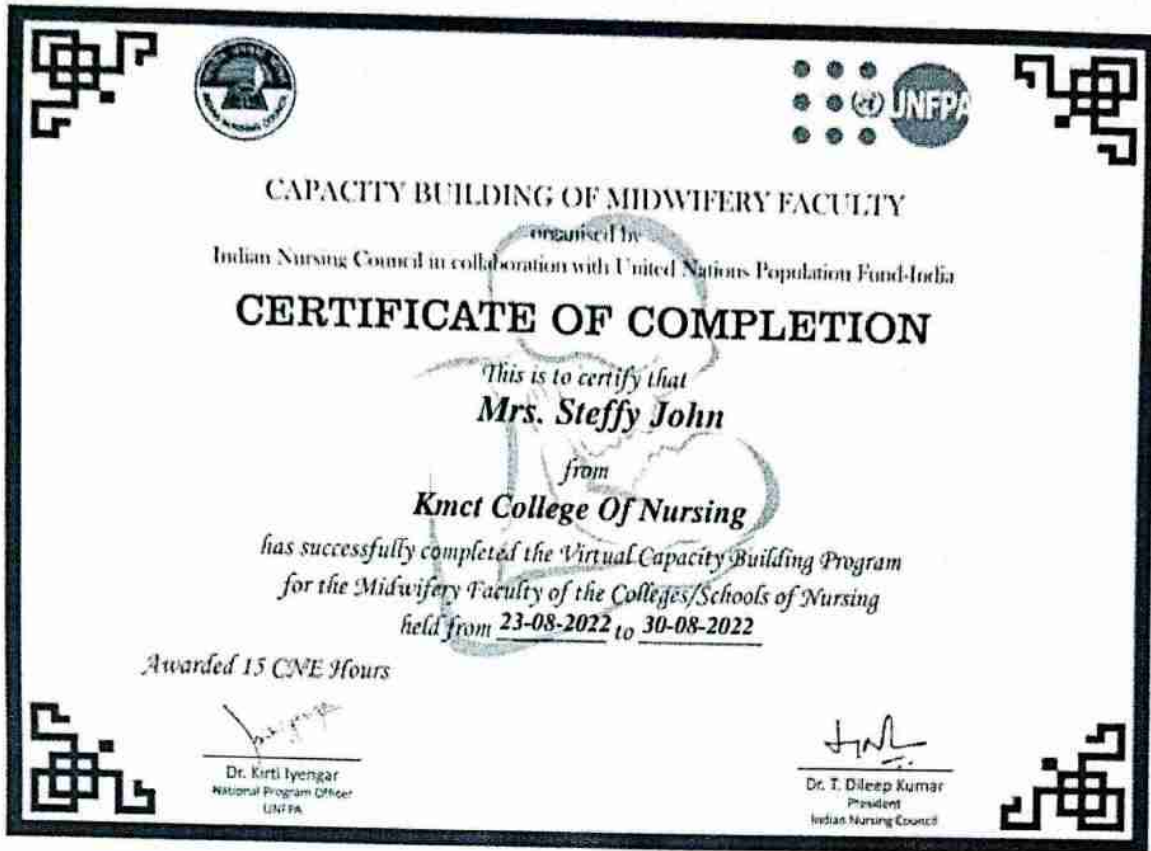 INDIAN NURSING COUNCIL
UNFPA
CAPACITY BUILDING OF MIDWIFERY FACULTY
organised by
Indian Nursing Council in collaboration with United Nations Population Fund-India
CERTIFICATE OF COMPLETION
This is to certify that
Mrs. Steffy John
from
Kmct College Of Nursing
has successfully completed the Virtual Capacity Building Program
for the Midwifery Faculty of the Colleges/Schools of Nursing
held from 23-08-2022 to 30-08-2022
Awarded 15 CNE Hours
Dr. Kirti Iyengar
National Program Officer
UNFPA
Dr. T. Dileep Kumar
President
Indian Nursing Council